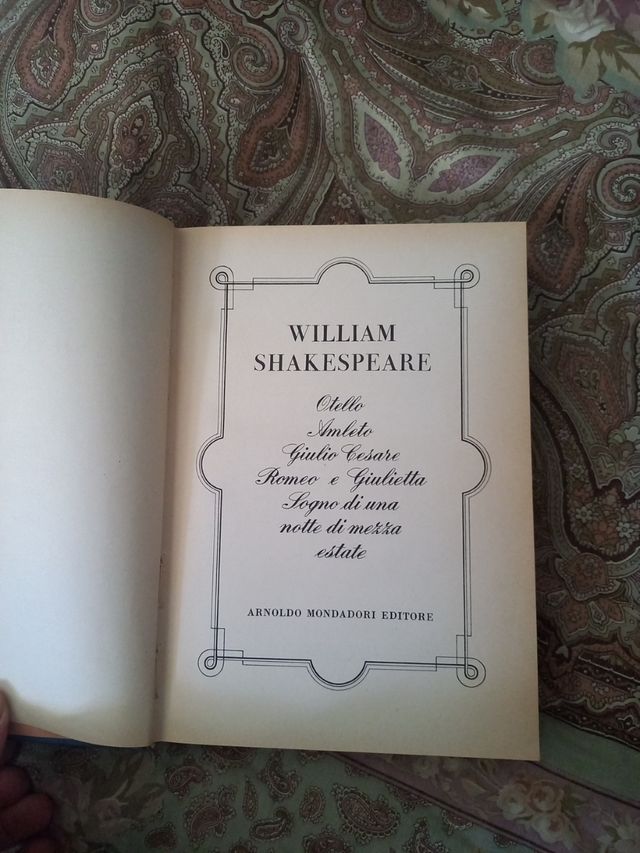 WILLIAM
SHAKESPEARE
Otello
Amleto
Giulio Cesare
Romeo e Giulietta
Sogno di una
notte di mezza
estate
ARNOLDO MONDADORI EDITORE